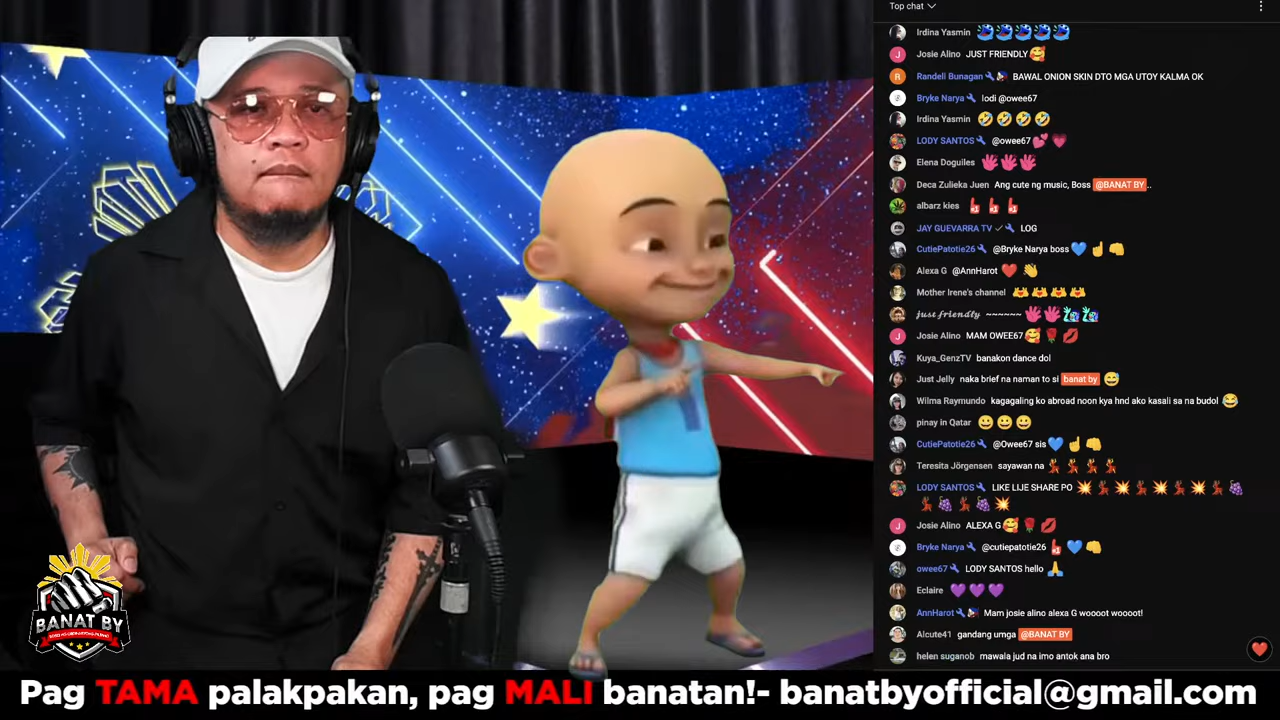 Top chat
Irdina Yasmin
Josie Alino JUST FRIENDLY
Randell Bunagan BAWAL ONION SKIN DTO MGA UTOY KALMA OK
Bryke Narya lodi @owee67
Irdina Yasmin
LODY SANTOS @owee67
Elena Doguiles
Deca Zulieka Juen Ang cute ng music, Boss @BANAT BY ..
albarz kies
JAY GUEVARRA TV LOG
CutiePatotie26 @Bryke Narya boss
Alexa G @AnnHarot
Mother Irene's channel
just friendly ~~~~~~
Josie Alino MAM OWEE67
Kuya_GenzTV banakon dance dol
Just Jelly naka brief na naman to si banat by
Wilma Raymundo kagagaling ko abroad noon kya hnd ako kasali sa na budol
pinay in Qatar
CutiePatotie26 @Owee67 sis
Teresita Jörgensen sayawan na
LODY SANTOS LIKE LIJE SHARE PO
Josie Alino ALEXA G
Bryke Narya @cutiepatotie26
owee67 LODY SANTOS hello
Eclaire
AnnHarot Mam josie alino alexa G woooot woooot!
Alcute41 gandang umga @BANAT BY
helen suganob mawala jud na imo antok ana bro
BANAT BY
Pag TAMA palakpakan, pag MALI banatan!- banatbyofficial@gmail.com